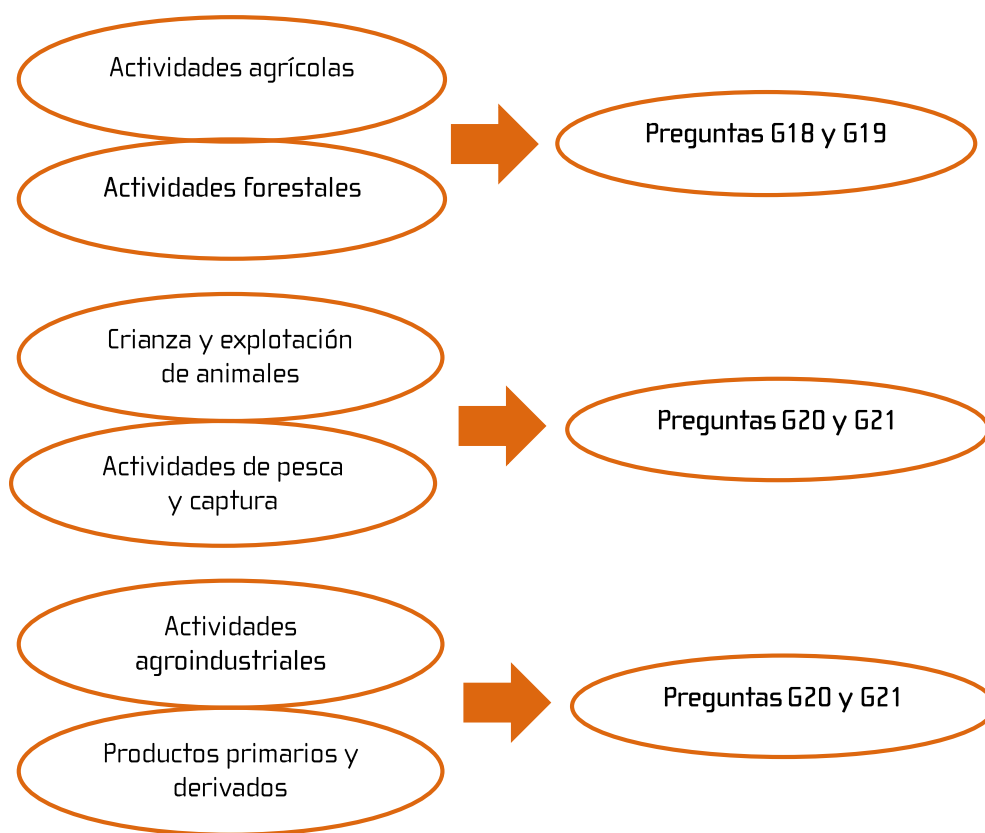 Actividades agrícolas
Actividades forestales
Preguntas G18 y G19
Crianza y explotación
de animales
Actividades de pesca
y captura
Preguntas G20 y G21
Actividades
agroindustriales
Productos primarios y
derivados
Preguntas G20 y G21